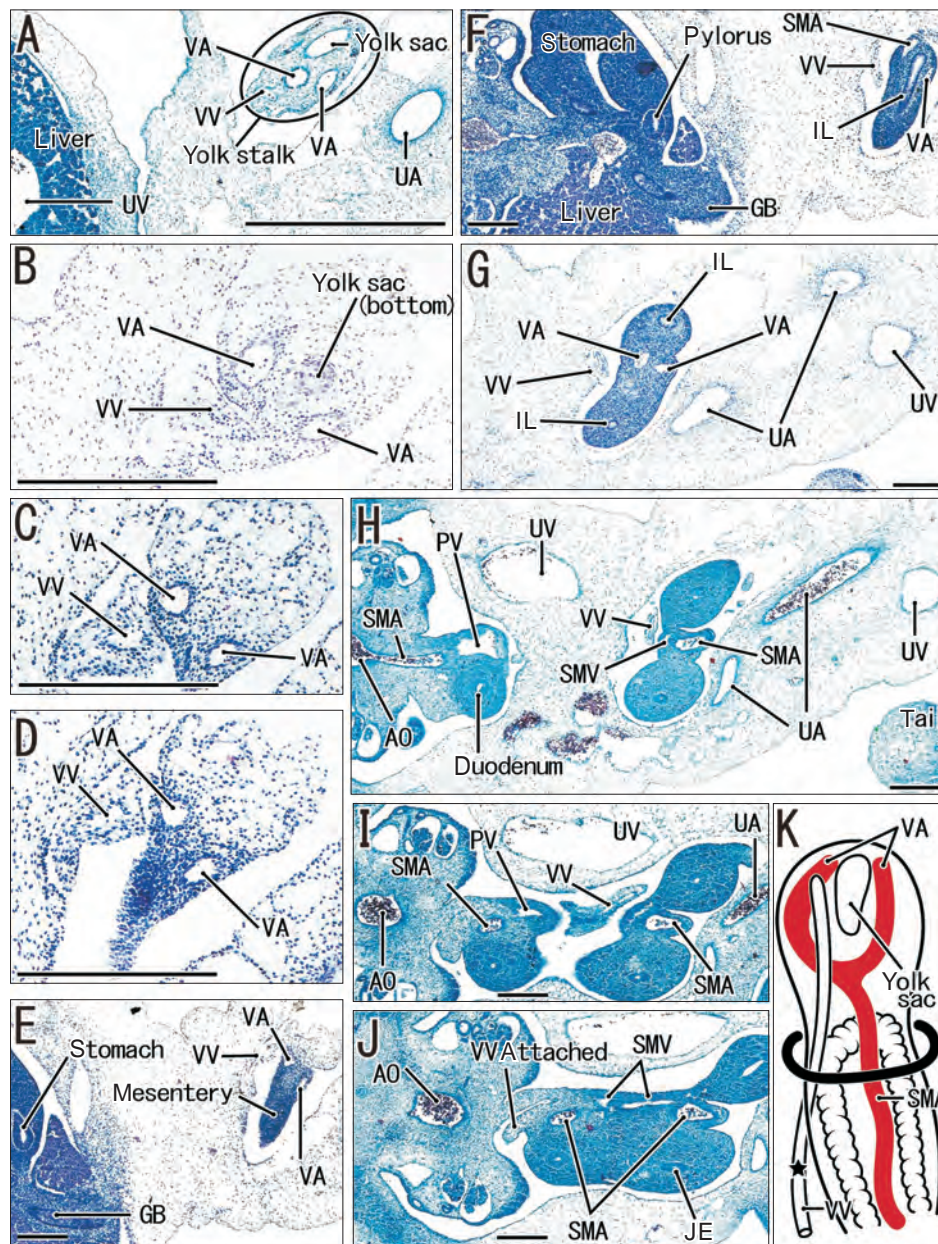 A
VA
Yolk sac
VV
Liver
Yolk stalk
VA
UA
UV
B
Yolk sac
(bottom)
VA
VV
VA
C
VA
VV
VA
D
VA
VV
VA
E
VA
Stomach
VV
Mesentery
VA
GB
F
SMA
Stomach
Pylorus
VV
IL
VA
GB
Liver
G
IL
VA
VA
VV
UV
IL
UA
H
UV
PV
VV
SMA
SMV
SMA
UV
AO
UA
Tai
Duodenum
I
UV
UA
PV
SMA
VV
AO
SMA
J
VVAttached
SMV
AO
SMA
JE
K
VA
Yolk
sac
SMA
VV